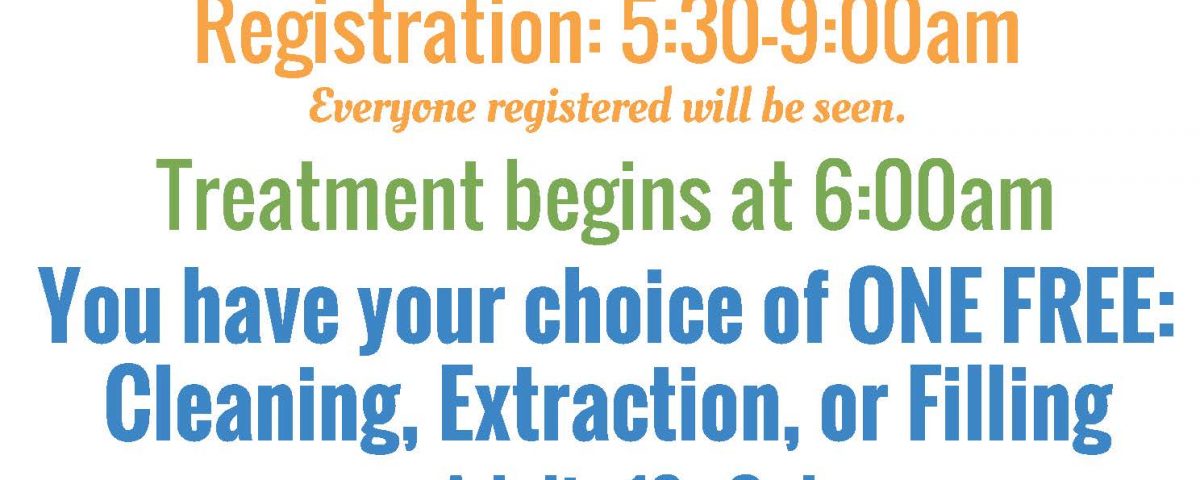 Registration: 5:30-9:00am
Everyone registered will be seen.
Treatment begins at 6:00am
You have your choice of ONE FREE:
Cleaning, Extraction, or Filling